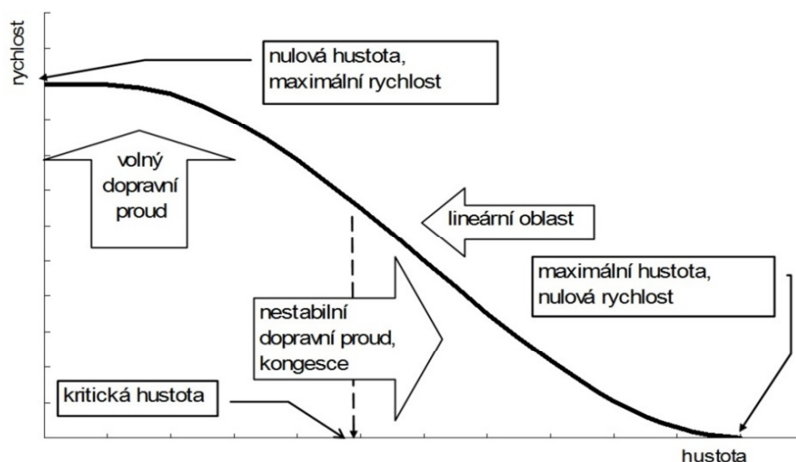 rychlost
nulová hustota,
maximální rychlost
volný
dopravní
proud
lineární oblast
maximální hustota,
nulová rychlost
nestabilní
dopravní proud,
kongesce
kritická hustota
hustota